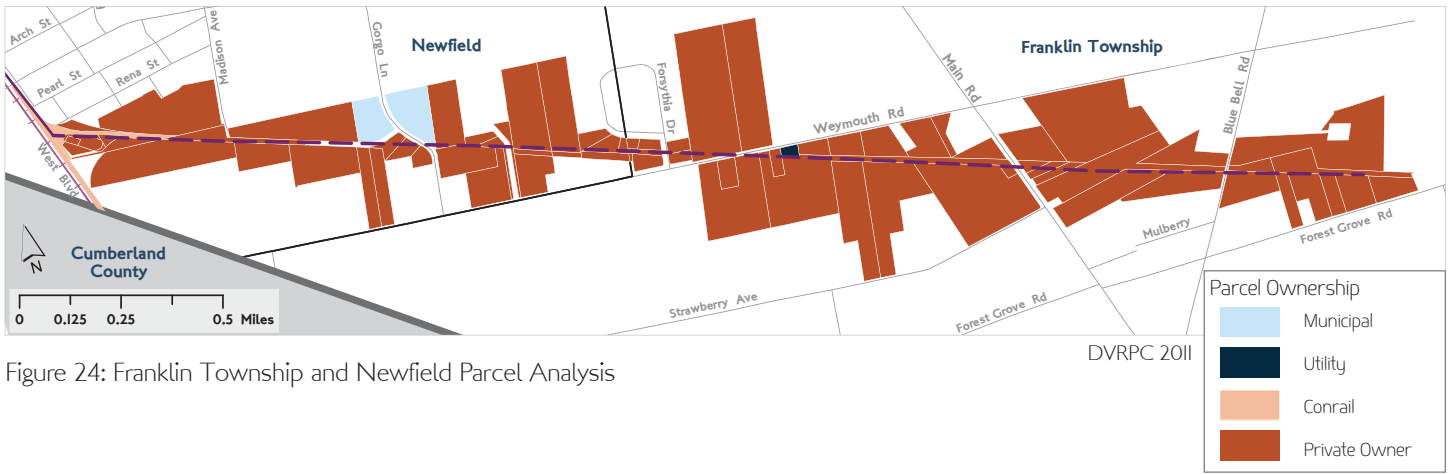 Arch St
Pearl St
Rena St
Madison Ave
Gorgo Ln
Newfield
Forsythia Dr
Weymouth Rd
Main Rd
Franklin Township
Blue Bell Rd
West Blvd
Cumberland
County
N
0 0.125 0.25 0.5 Miles
Strawberry Ave
Mulberry
Forest Grove Rd
Forest Grove Rd
DVRPC 2011
Parcel Ownership
Municipal
Utility
Conrail
Private Owner
Figure 24: Franklin Township and Newfield Parcel Analysis